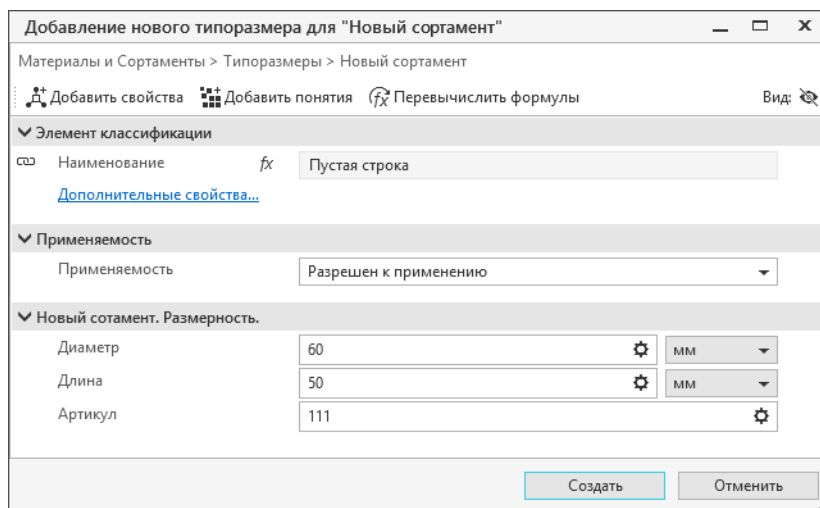 Добавление нового типоразмера для "Новый сортамент"
Материалы и Сортаменты > Типоразмеры > Новый сортамент
Добавить свойства Добавить понятия fx Перевычислить формулы Вид:
Элемент классификации
Наименование fx Пустая строка
Дополнительные свойства...
Применяемость
Применяемость Разрешен к применению
Новый сотамент. Размерность.
Диаметр 60 мм
Длина 50 мм
Артикул 111
Создать Отменить